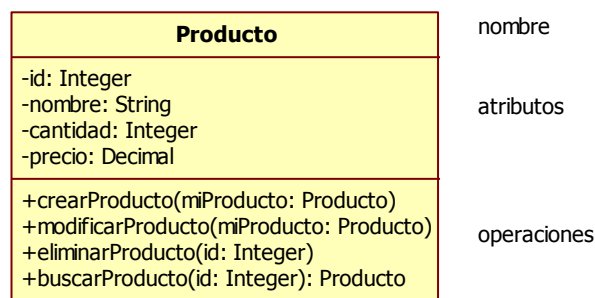 Producto
nombre
-id: Integer
-nombre: String
-cantidad: Integer
-precio: Decimal
atributos
+crearProducto(miProducto: Producto)
+modificarProducto(miProducto: Producto)
+eliminarProducto(id: Integer)
+buscarProducto(id: Integer): Producto
operaciones